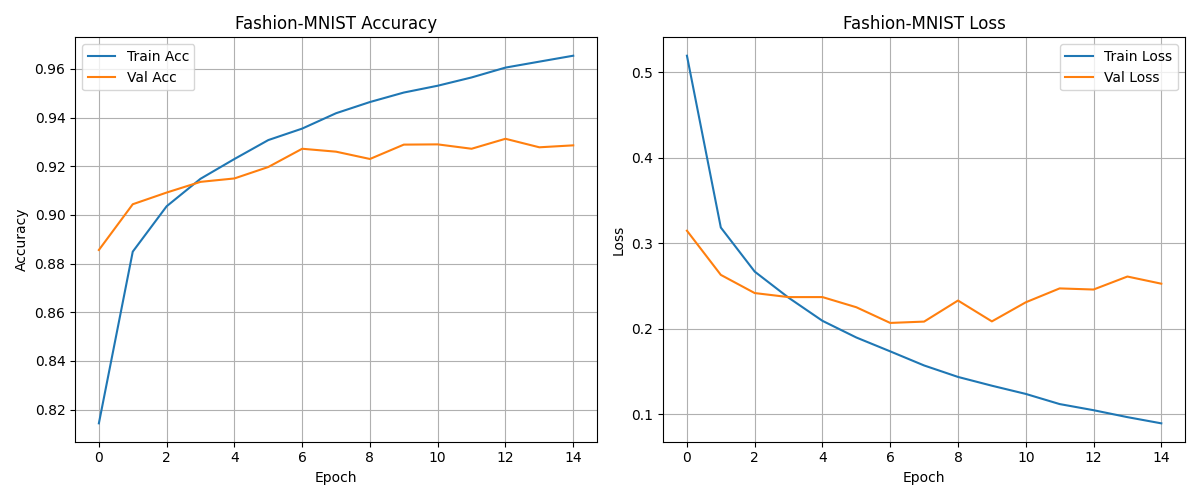 Fashion-MNIST Accuracy
Train Acc
Val Acc
0.96
0.94
0.92
0.90
0.88
0.86
0.84
0.82
Accuracy
0 2 4 6 8 10 12 14
Epoch
Fashion-MNIST Loss
Train Loss
Val Loss
0.5
0.4
0.3
0.2
0.1
Loss
0 2 4 6 8 10 12 14
Epoch